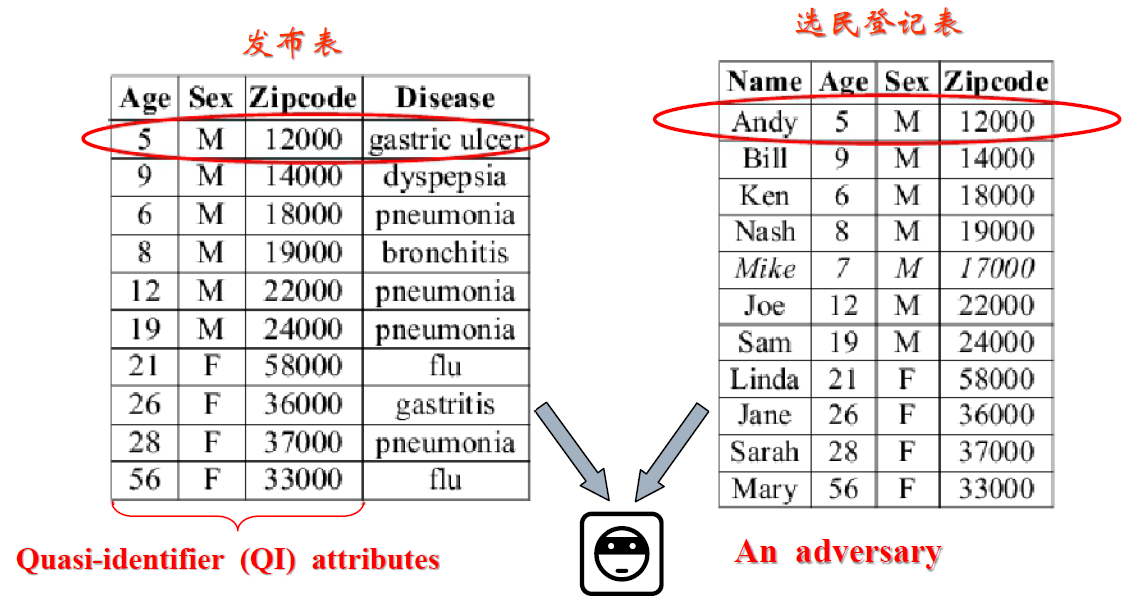 发布表
Age Sex Zipcode Disease
5 M 12000 gastric ulcer
9 M 14000 dyspepsia
6 M 18000 pneumonia
8 M 19000 bronchitis
12 M 22000 pneumonia
19 M 24000 pneumonia
21 F 58000 flu
26 F 36000 gastritis
28 F 37000 pneumonia
56 F 33000 flu
Quasi-identifier (QI) attributes
选民登记表
Name Age Sex Zipcode
Andy 5 M 12000
Bill 9 M 14000
Ken 6 M 18000
Nash 8 M 19000
Mike 7 M 17000
Joe 12 M 22000
Sam 19 M 24000
Linda 21 F 58000
Jane 26 F 36000
Sarah 28 F 37000
Mary 56 F 33000
An adversary